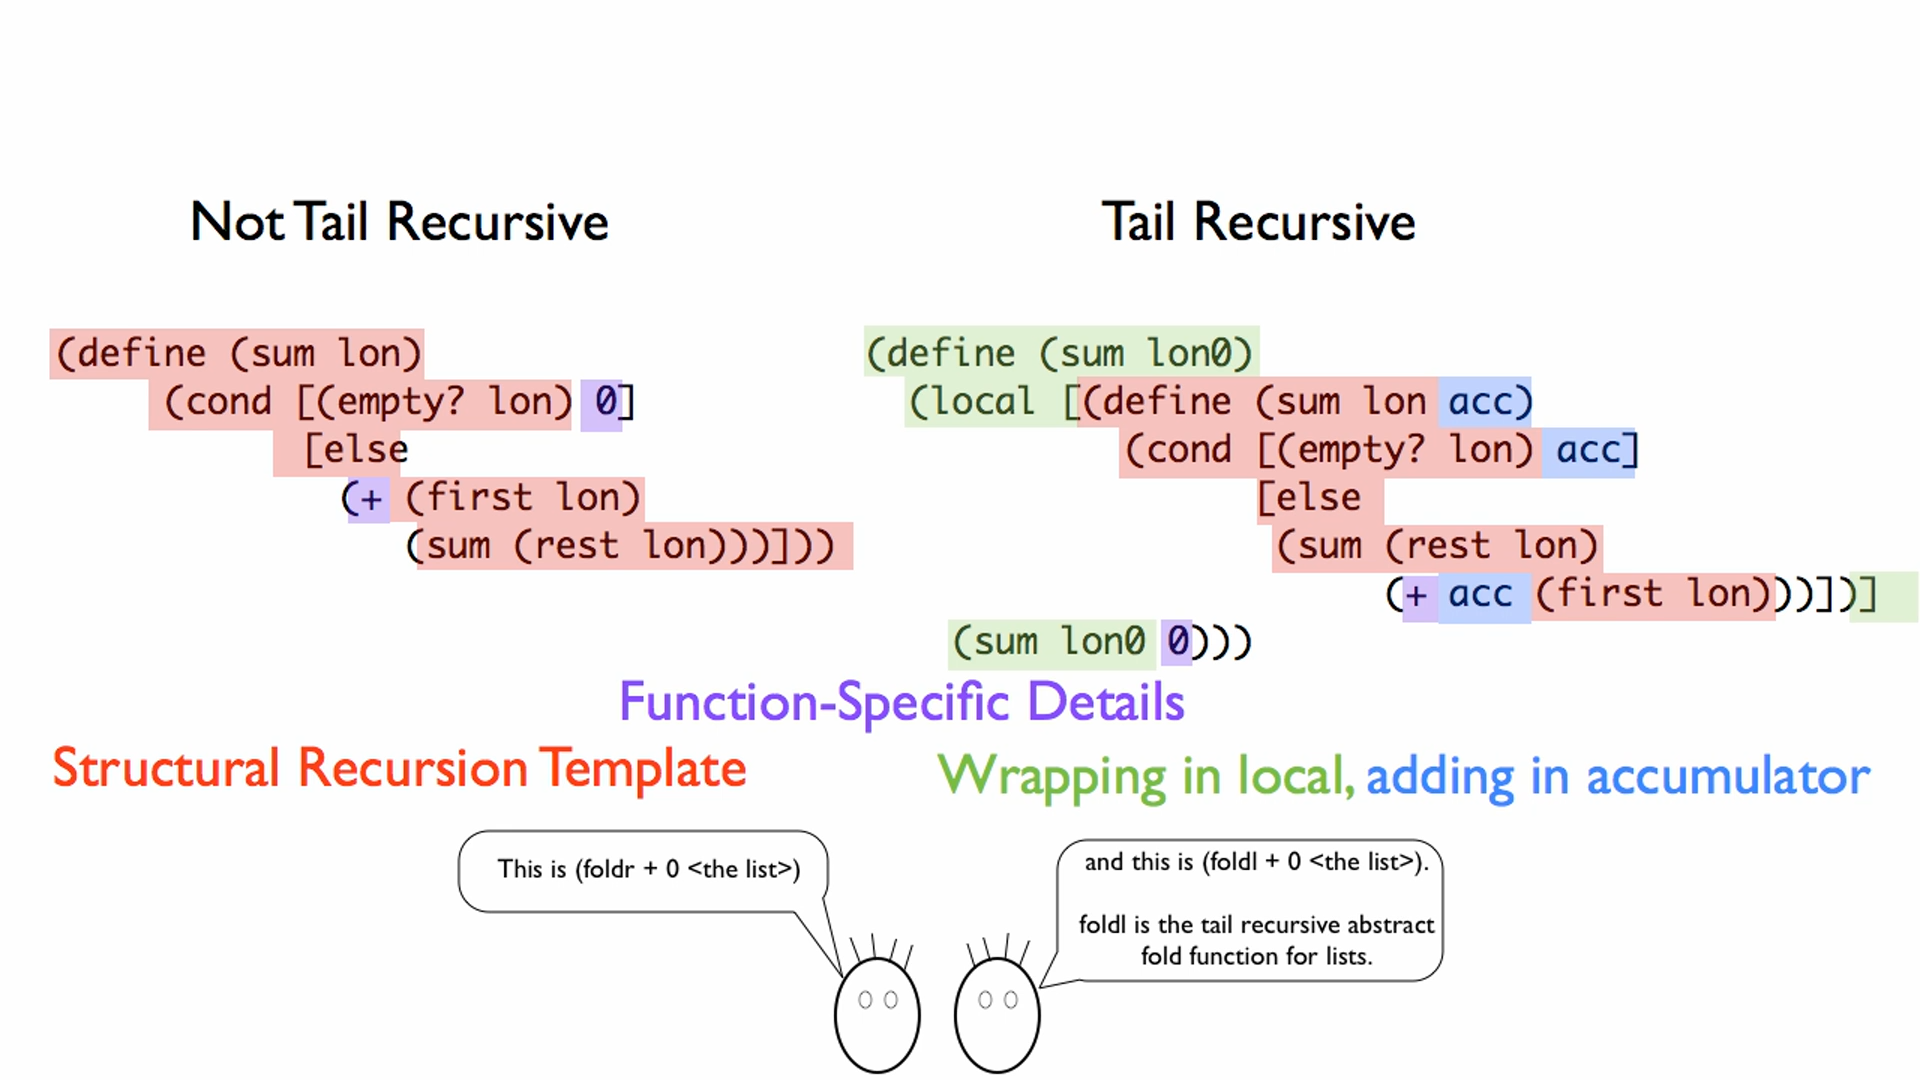 Not Tail Recursive
(define (sum lon)
(cond [(empty? lon) 0]
[else
(+ (first lon)
(sum (rest lon)))]))
Tail Recursive
(define (sum lon0)
(local [(define (sum lon acc)
(cond [(empty? lon) acc]
[else
(sum (rest lon)
(+ acc (first lon)))])]
(sum lon0 0)))
Function-Specific Details
Structural Recursion Template
Wrapping in local, adding in accumulator
This is (foldr + 0 <the list>)
and this is (foldl + 0 <the list>).
foldl is the tail recursive abstract
fold function for lists.